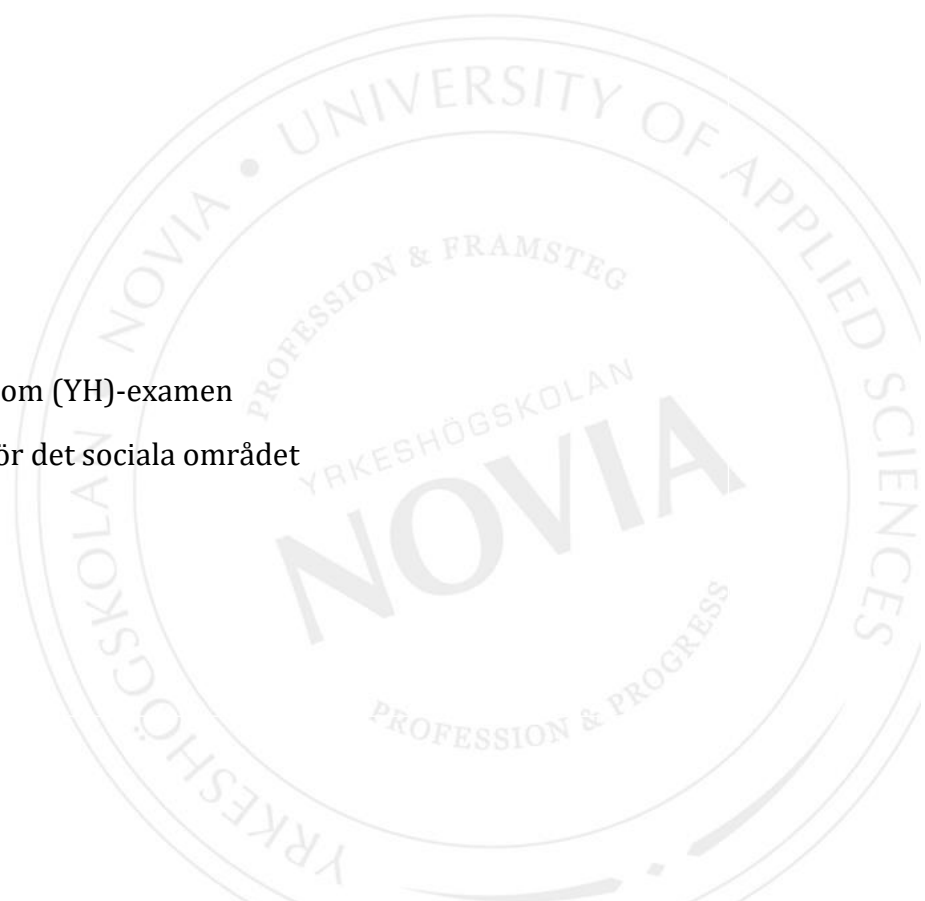 UNIVERSITY OF APPLIED SCIENCES
YRKESHÖGSKOLAN NOVIA •
PROFESSION & FRAMSTEG
om (YH)-examen
ör det sociala området
YRKESHÖGSKOLAN
NOVIA
PROFESSION & PROGRESS